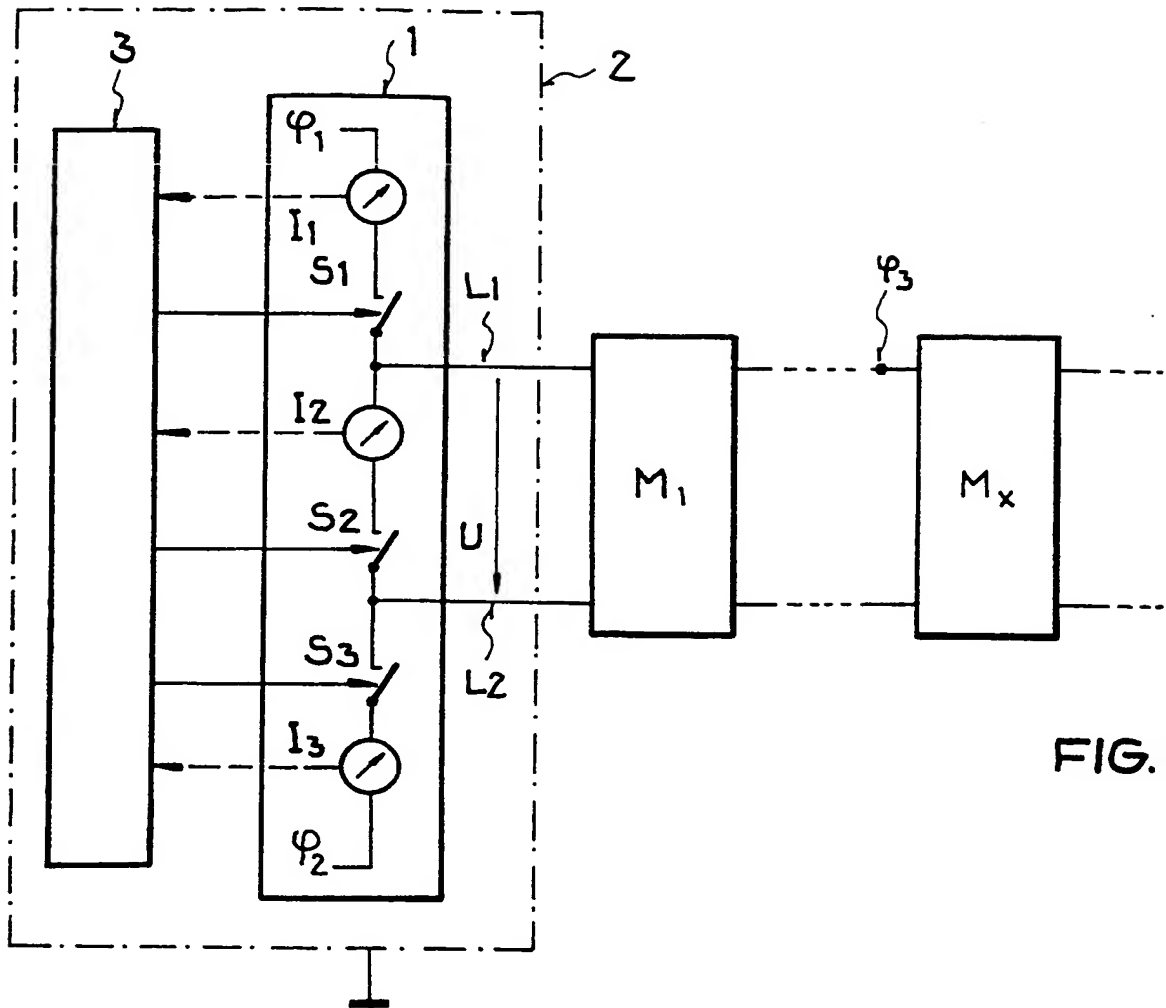 3
1
2
φ₁
I₁
S1
L1
φ₃
I2
M₁
Mₓ
S2
U
S3
L2
I₃
FIG.
φ₂